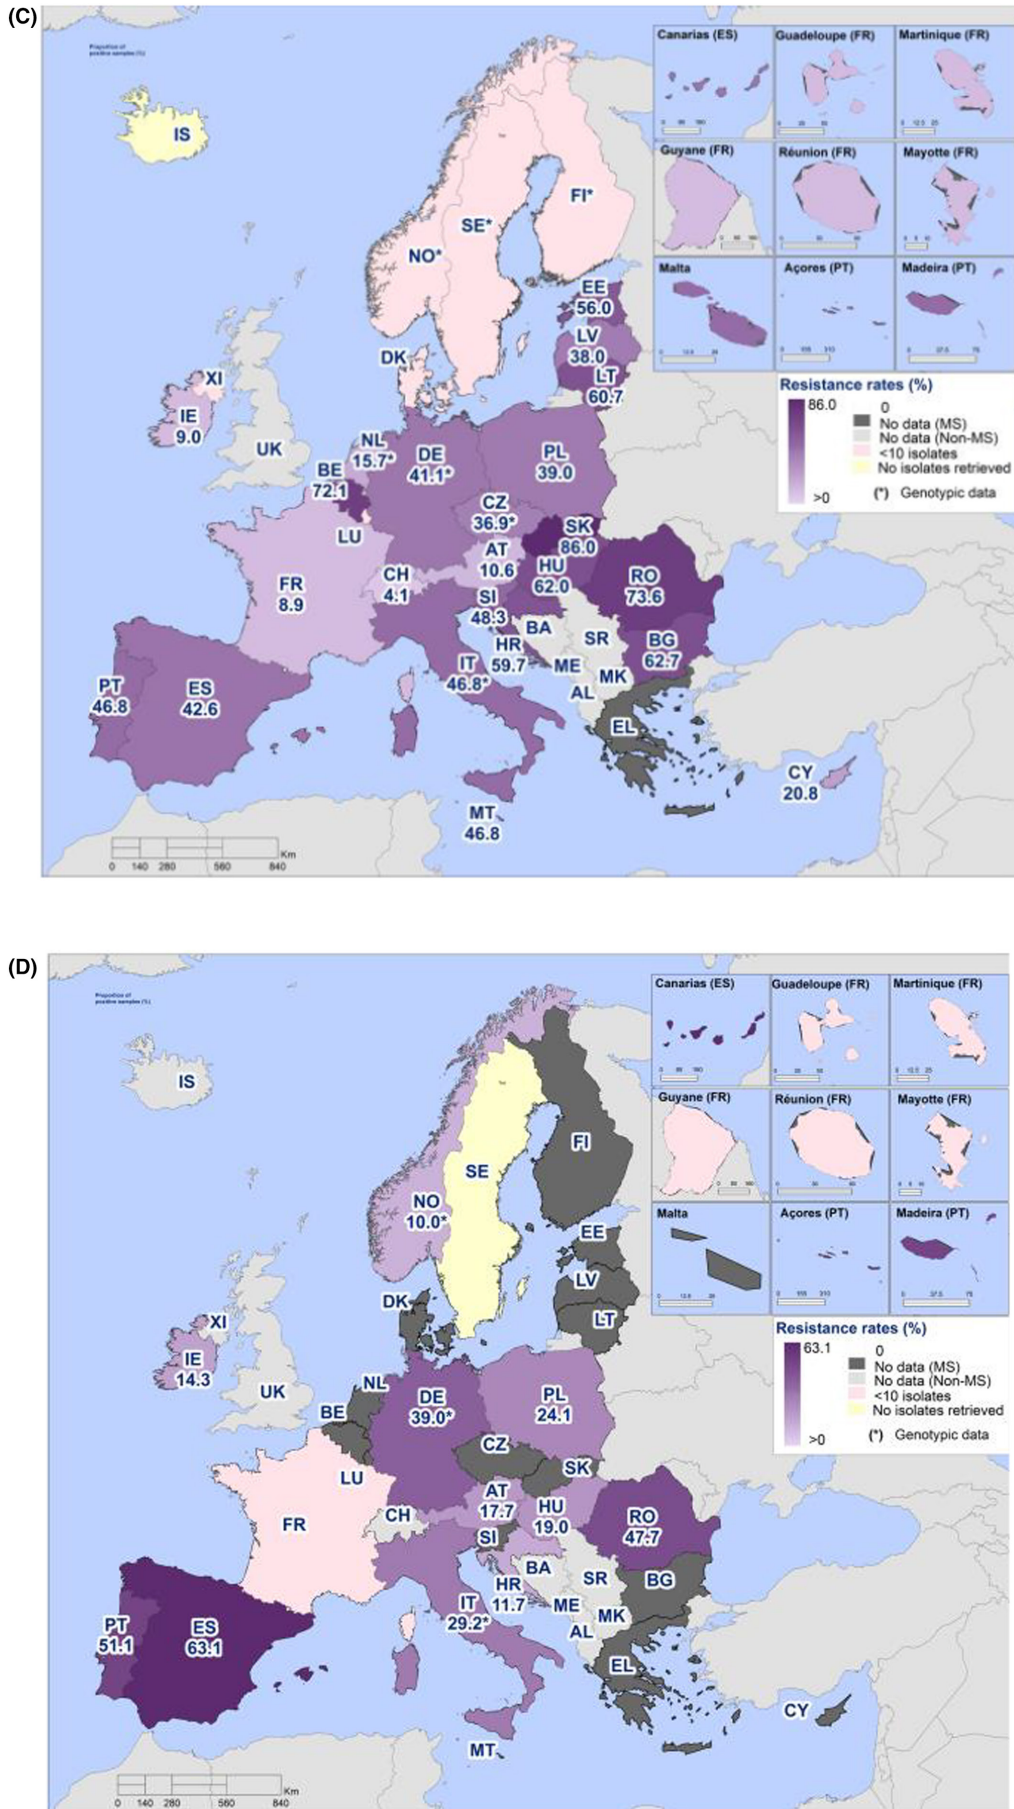 (C)
Proportion of
positive samples (%)
Canarias (ES)
Guadeloupe (FR)
Martinique (FR)
Guyane (FR)
Réunion (FR)
Mayotte (FR)
Malta
Açores (PT)
Madeira (PT)
IS
FI*
SE*
NO*
EE
56.0
LV
38.0
LT
60.7
DK
XI
IE
9.0
UK
NL
15.7*
BE
72.1
DE
41.1*
PL
39.0
CZ
36.9*
LU
SK
86.0
AT
10.6
HU
62.0
CH
4.1
FR
8.9
RO
73.6
SI
48.3
BA
SR
BG
62.7
HR
59.7
IT
46.8*
ME
MK
AL
PT
46.8
ES
42.6
EL
CY
20.8
MT
46.8
Resistance rates (%)
86.0
>0
0
No data (MS)
No data (Non-MS)
<10 isolates
No isolates retrieved
(*) Genotypic data
0 140 280 560 840
Km
(D)
Proportion of
positive samples (%)
Canarias (ES)
Guadeloupe (FR)
Martinique (FR)
Guyane (FR)
Réunion (FR)
Mayotte (FR)
Malta
Açores (PT)
Madeira (PT)
IS
FI
SE
NO
10.0*
EE
LV
LT
DK
XI
IE
14.3
UK
NL
BE
DE
39.0*
PL
24.1
CZ
LU
SK
AT
17.7
HU
19.0
CH
FR
RO
47.7
SI
BA
SR
BG
HR
11.7
IT
29.2*
ME
MK
AL
PT
51.1
ES
63.1
EL
CY
MT
Resistance rates (%)
63.1
>0
0
No data (MS)
No data (Non-MS)
<10 isolates
No isolates retrieved
(*) Genotypic data
0 140 280 560 840
Km